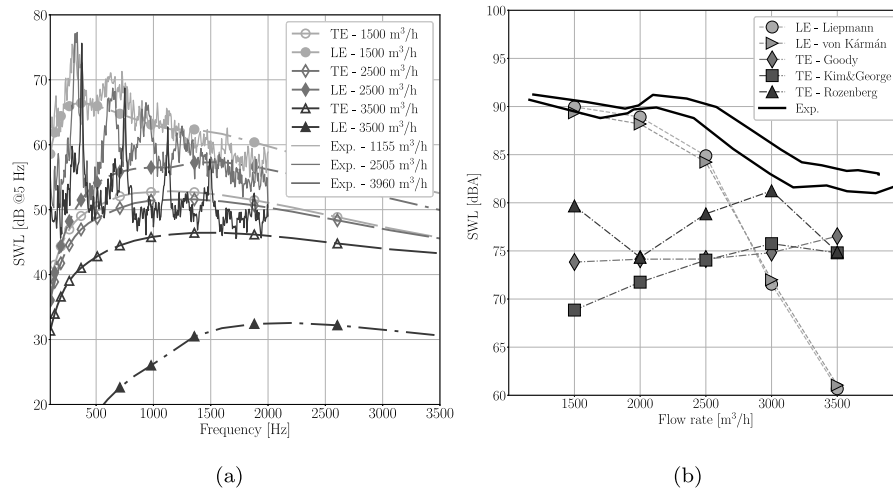 80
70
60
50
40
30
20
SWL [dB @5 Hz]
500 1000 1500 2000 2500 3000 3500
Frequency [Hz]
TE - 1500 m³/h
LE - 1500 m³/h
TE - 2500 m³/h
LE - 2500 m³/h
TE - 3500 m³/h
LE - 3500 m³/h
Exp. - 1155 m³/h
Exp. - 2505 m³/h
Exp. - 3960 m³/h
(a)
100
95
90
85
80
75
70
65
60
SWL [dBA]
1500 2000 2500 3000 3500
Flow rate [m³/h]
LE - Liepmann
LE - von Kármán
TE - Goody
TE - Kim&George
TE - Rozenberg
Exp.
(b)